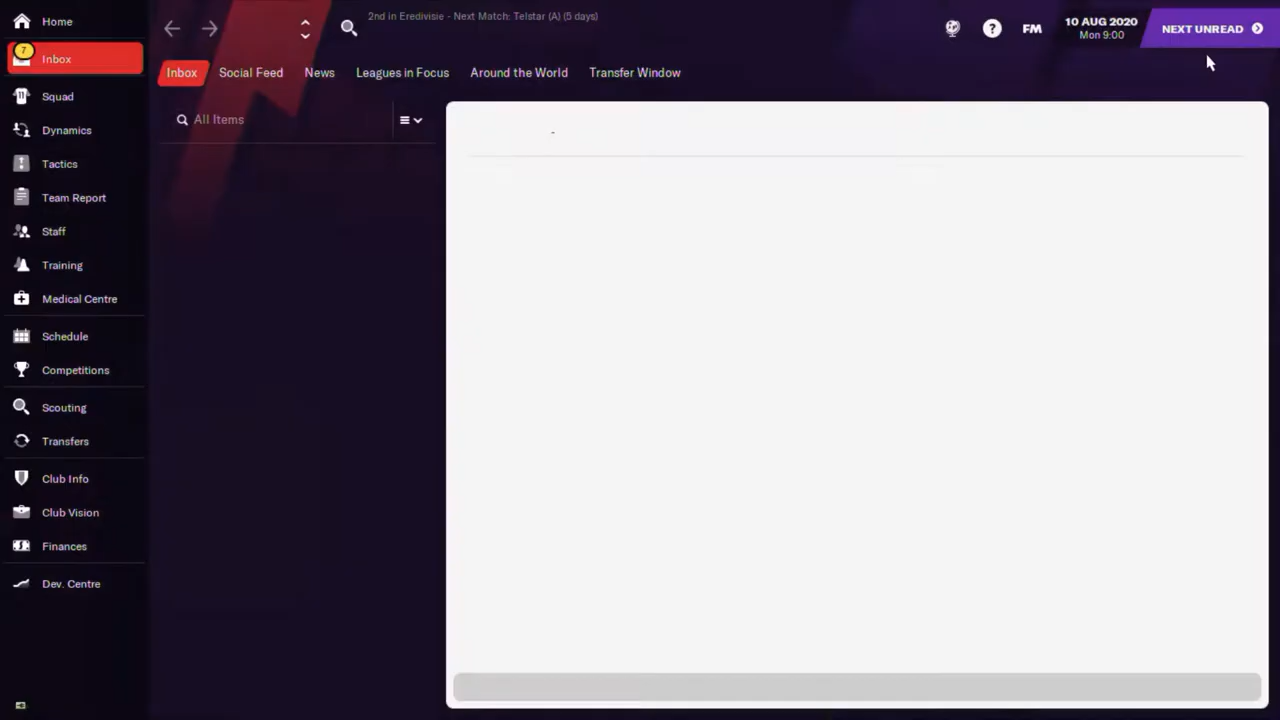 Home
7
Inbox
Squad
Dynamics
Tactics
Team Report
Staff
Training
Medical Centre
Schedule
Competitions
Scouting
Transfers
Club Info
Club Vision
Finances
Dev. Centre
2nd in Eredivisie - Next Match: Telstar (A) (5 days)
FM
10 AUG 2020
Mon 9:00
NEXT UNREAD
Inbox Social Feed News Leagues in Focus Around the World Transfer Window
All Items
-